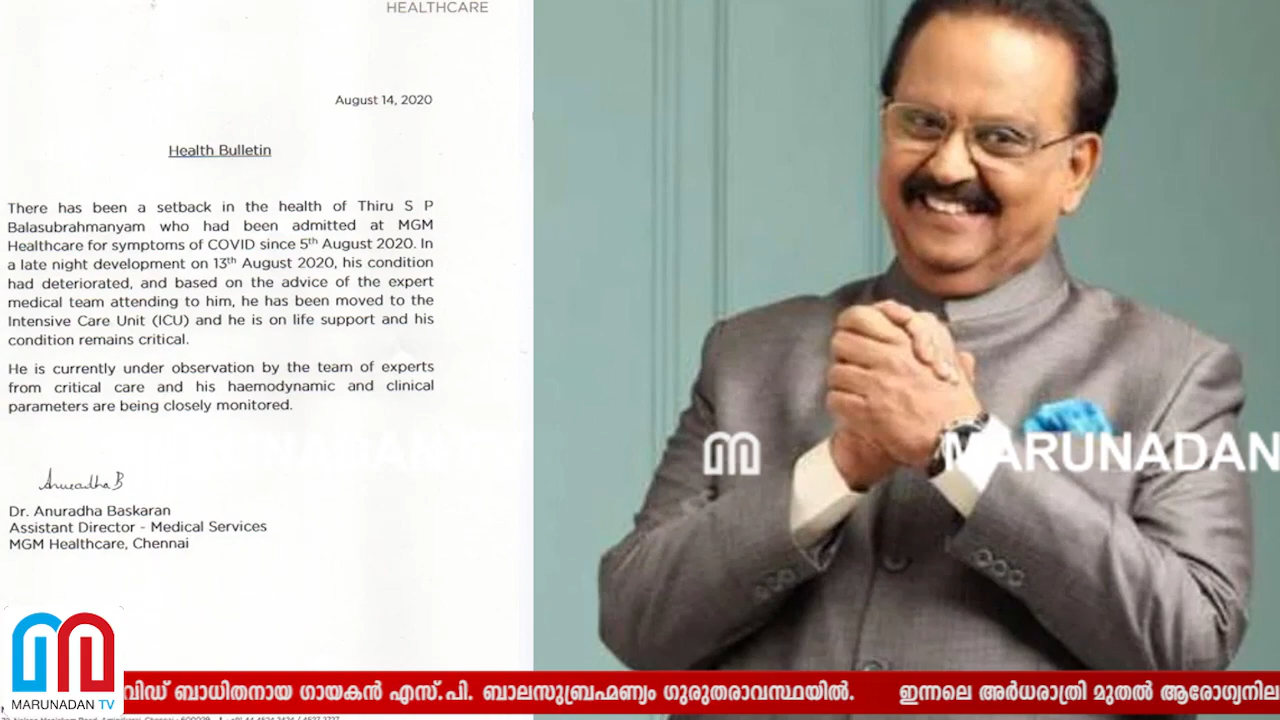 HEALTHCARE
August 14, 2020
Health Bulletin
There has been a setback in the health of Thiru S P
Balasubrahmanyam who had been admitted at MGM
Healthcare for symptoms of COVID since 5th August 2020. In
a late night development on 13th August 2020, his condition
had deteriorated, and based on the advice of the expert
medical team attending to him, he has been moved to the
Intensive Care Unit (ICU) and he is on life support and his
condition remains critical.
He is currently under observation by the team of experts
from critical care and his haemodynamic and clinical
parameters are being closely monitored.
Anuradha B
Dr. Anuradha Baskaran
Assistant Director - Medical Services
MGM Healthcare, Chennai
MARUNADAN
MARUNADAN TV
വിഡ് ബാധിതനായ ഗായകൻ എസ്.പി. ബാലസുബ്രഹ്മണ്യം ഗുരുതരാവസ്ഥയിൽ. ഇന്നലെ അർധരാത്രി മുതൽ ആരോഗ്യനില